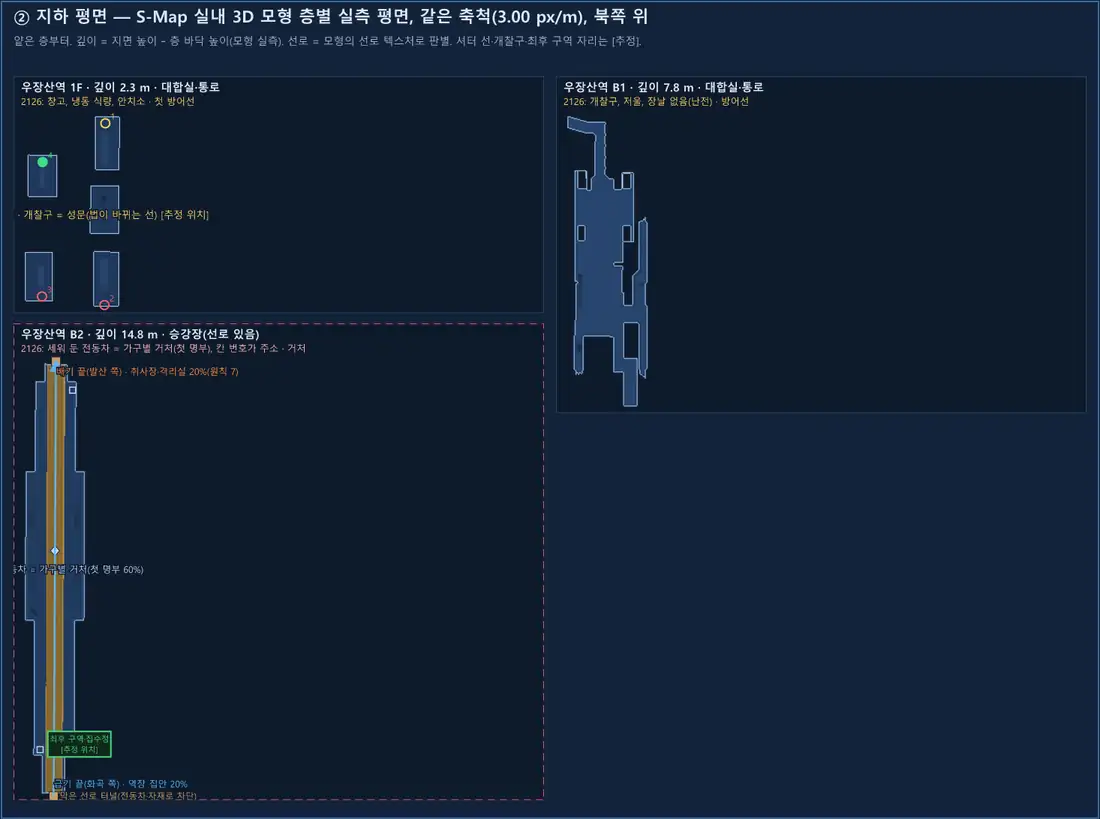 ② 지하 평면 — S-Map 실내 3D 모형 층별 실측 평면, 같은 축척(3.00 px/m), 북쪽 위
얕은 층부터. 깊이 = 지면 높이 − 층 바닥 높이(모형 실측). 선로 = 모형의 선로 텍스처로 판별. 셔터 선·개찰구·최후 구역 자리는 [추정].
우장산역 1F · 깊이 2.3 m · 대합실·통로
2126: 창고, 냉동 식량, 안치소 · 첫 방어선
1
4
· 개찰구 = 성문(법이 바뀌는 선) [추정 위치]
3
2
우장산역 B1 · 깊이 7.8 m · 대합실·통로
2126: 개찰구, 저울, 장날 없음(난전) · 방어선
우장산역 B2 · 깊이 14.8 m · 승강장(선로 있음)
2126: 세워 둔 전동차 = 가구별 거처(첫 명부), 칸 번호가 주소 · 거처
배기 끝(발산 쪽) · 취사장·격리실 20%(원칙 7)
동차 = 가구별 거처(첫 명부 60%)
최후 구역·집수정
[추정 위치]
급기 끝(화곡 쪽) · 역장 집안 20%
막은 선로 터널(전동차·자재로 차단)